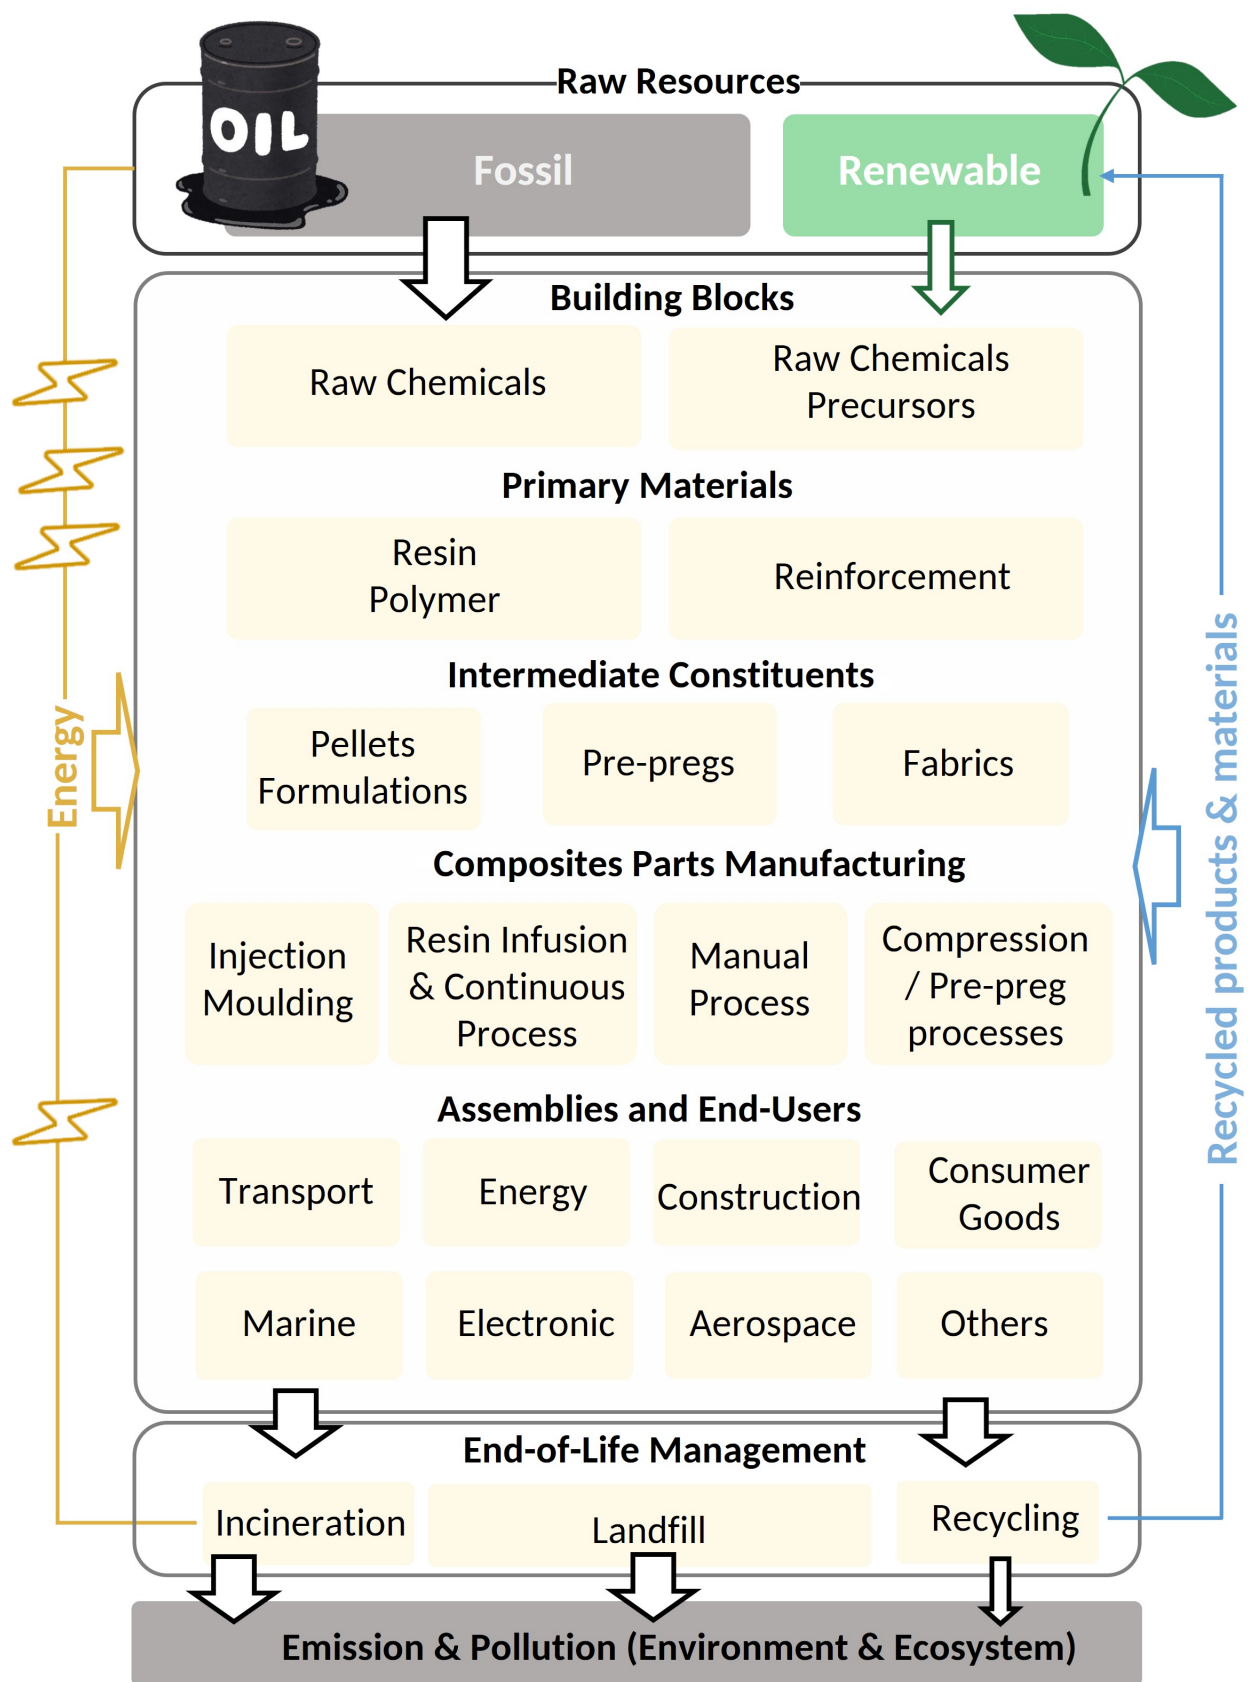 Raw Resources
OIL
Fossil
Renewable
Building Blocks
Raw Chemicals
Raw Chemicals
Precursors
Primary Materials
Resin
Polymer
Reinforcement
Intermediate Constituents
Pellets
Formulations
Pre-pregs
Fabrics
Composites Parts Manufacturing
Injection
Moulding
Resin Infusion
& Continuous
Process
Manual
Process
Compression
/ Pre-preg
processes
Assemblies and End-Users
Transport
Energy
Construction
Consumer
Goods
Marine
Electronic
Aerospace
Others
End-of-Life Management
Incineration
Landfill
Recycling
Emission & Pollution (Environment & Ecosystem)
Energy
Recycled products & materials